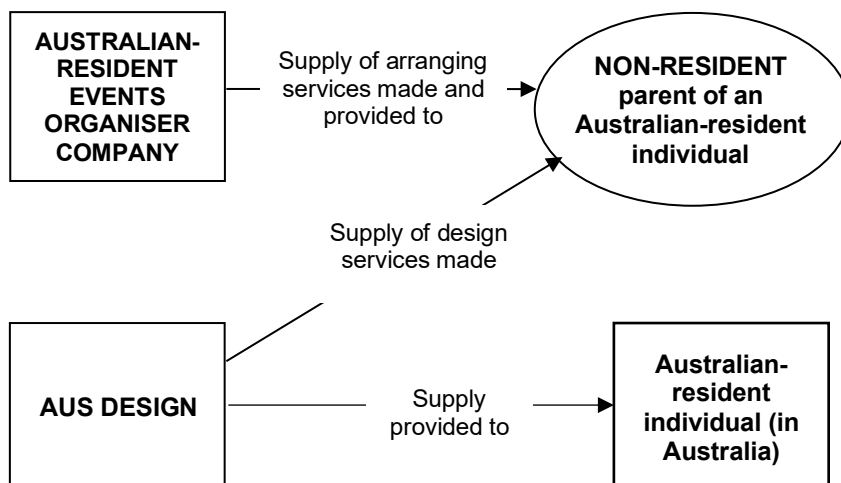 AUSTRALIAN-
RESIDENT
EVENTS
ORGANISER
COMPANY
Supply of arranging
services made and
provided to
NON-RESIDENT
parent of an
Australian-resident
individual
Supply of design
services made
AUS DESIGN
Supply
provided to
Australian-
resident
individual (in
Australia)